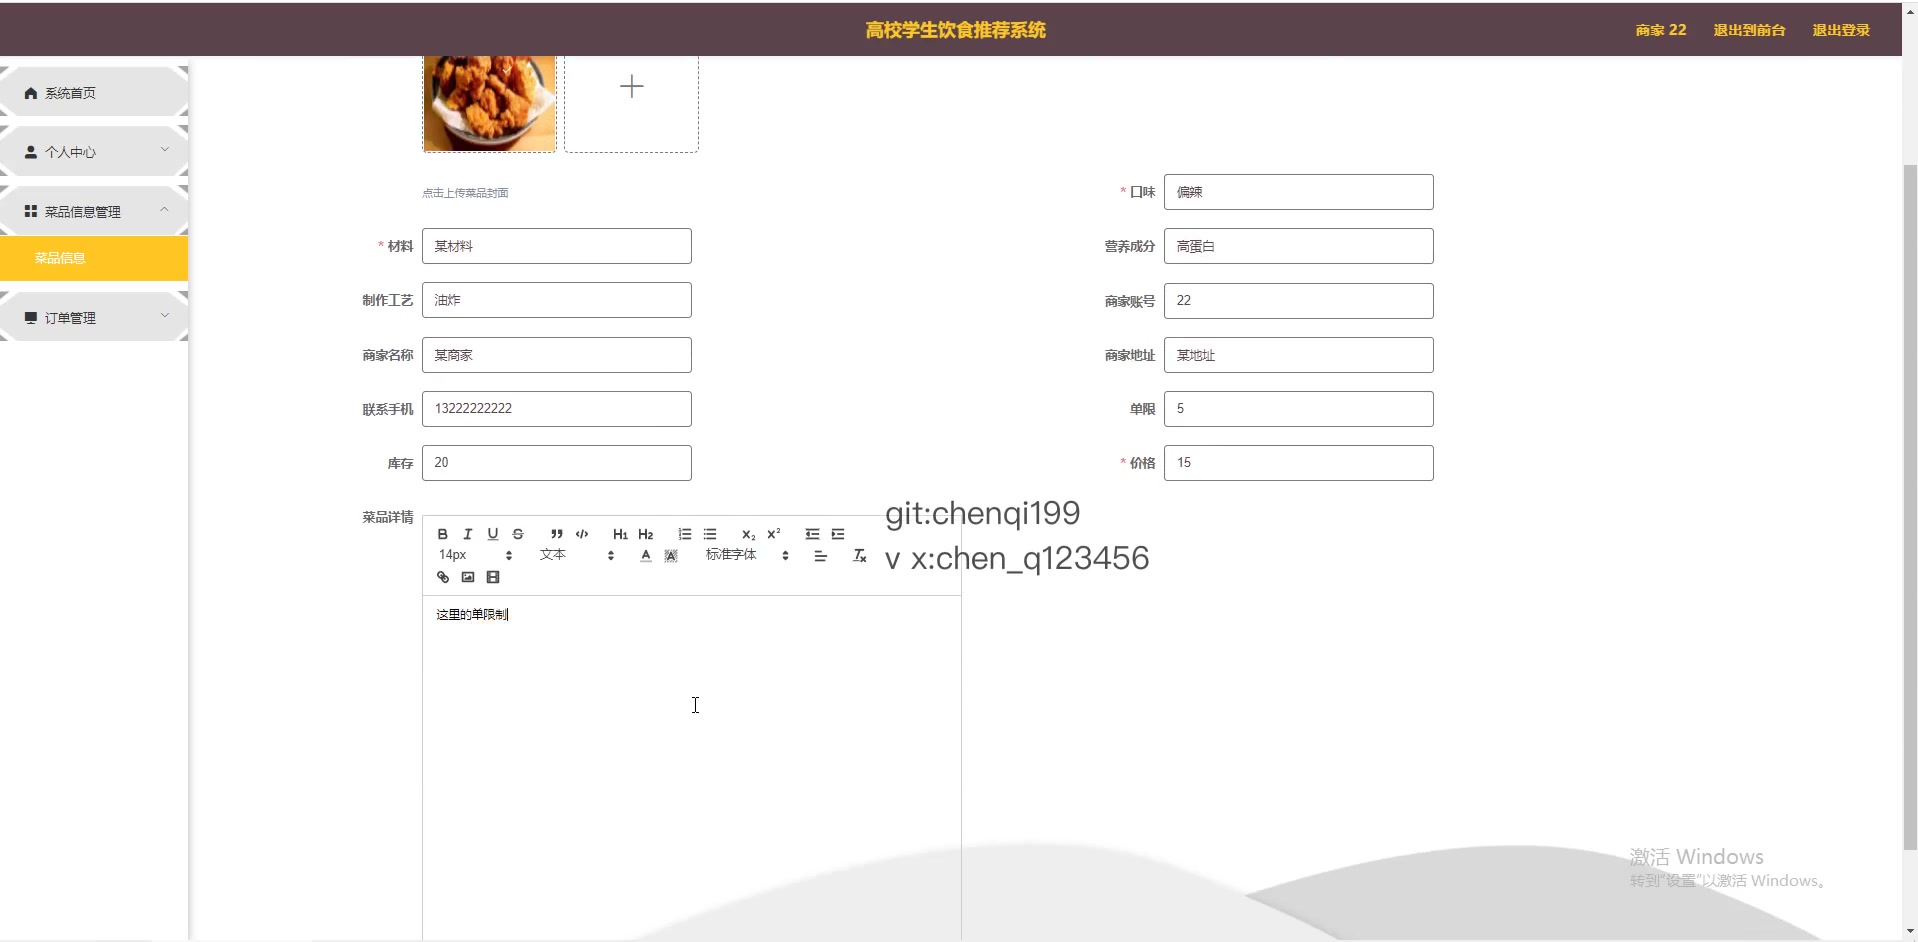 高校学生饮食推荐系统
商家 22
退出到前台
退出登录
系统首页
个人中心
菜品信息管理
菜品信息
订单管理
点击上传菜品封面
* 口味
偏辣
* 材料
某材料
营养成分
高蛋白
制作工艺
油炸
商家账号
22
商家名称
某商家
商家地址
某地址
联系手机
13222222222
单限
5
库存
20
* 价格
15
菜品详情
14px
文本
标准字体
git:chenqi199
v x:chen_q123456
这里的单限制
激活 Windows
转到"设置"以激活 Windows。